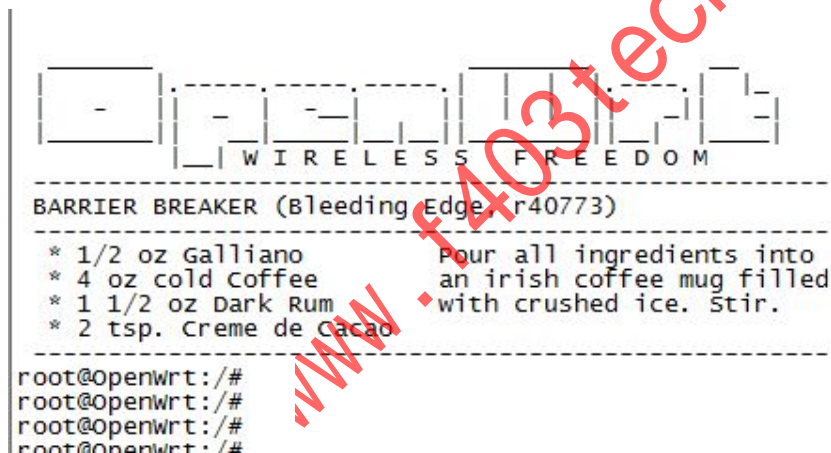 OpenWrt
W I R E L E S S   F R E E D O M
-----------------------------------------------------
BARRIER BREAKER (Bleeding Edge, r40773)
-----------------------------------------------------
* 1/2 oz Galliano Pour all ingredients into
* 4 oz cold Coffee an irish coffee mug filled
* 1 1/2 oz Dark Rum with crushed ice. Stir.
* 2 tsp. Creme de Cacao
-----------------------------------------------------
root@OpenWrt:/#
root@OpenWrt:/#
root@OpenWrt:/#
root@OpenWrt:/#
www.f403tech